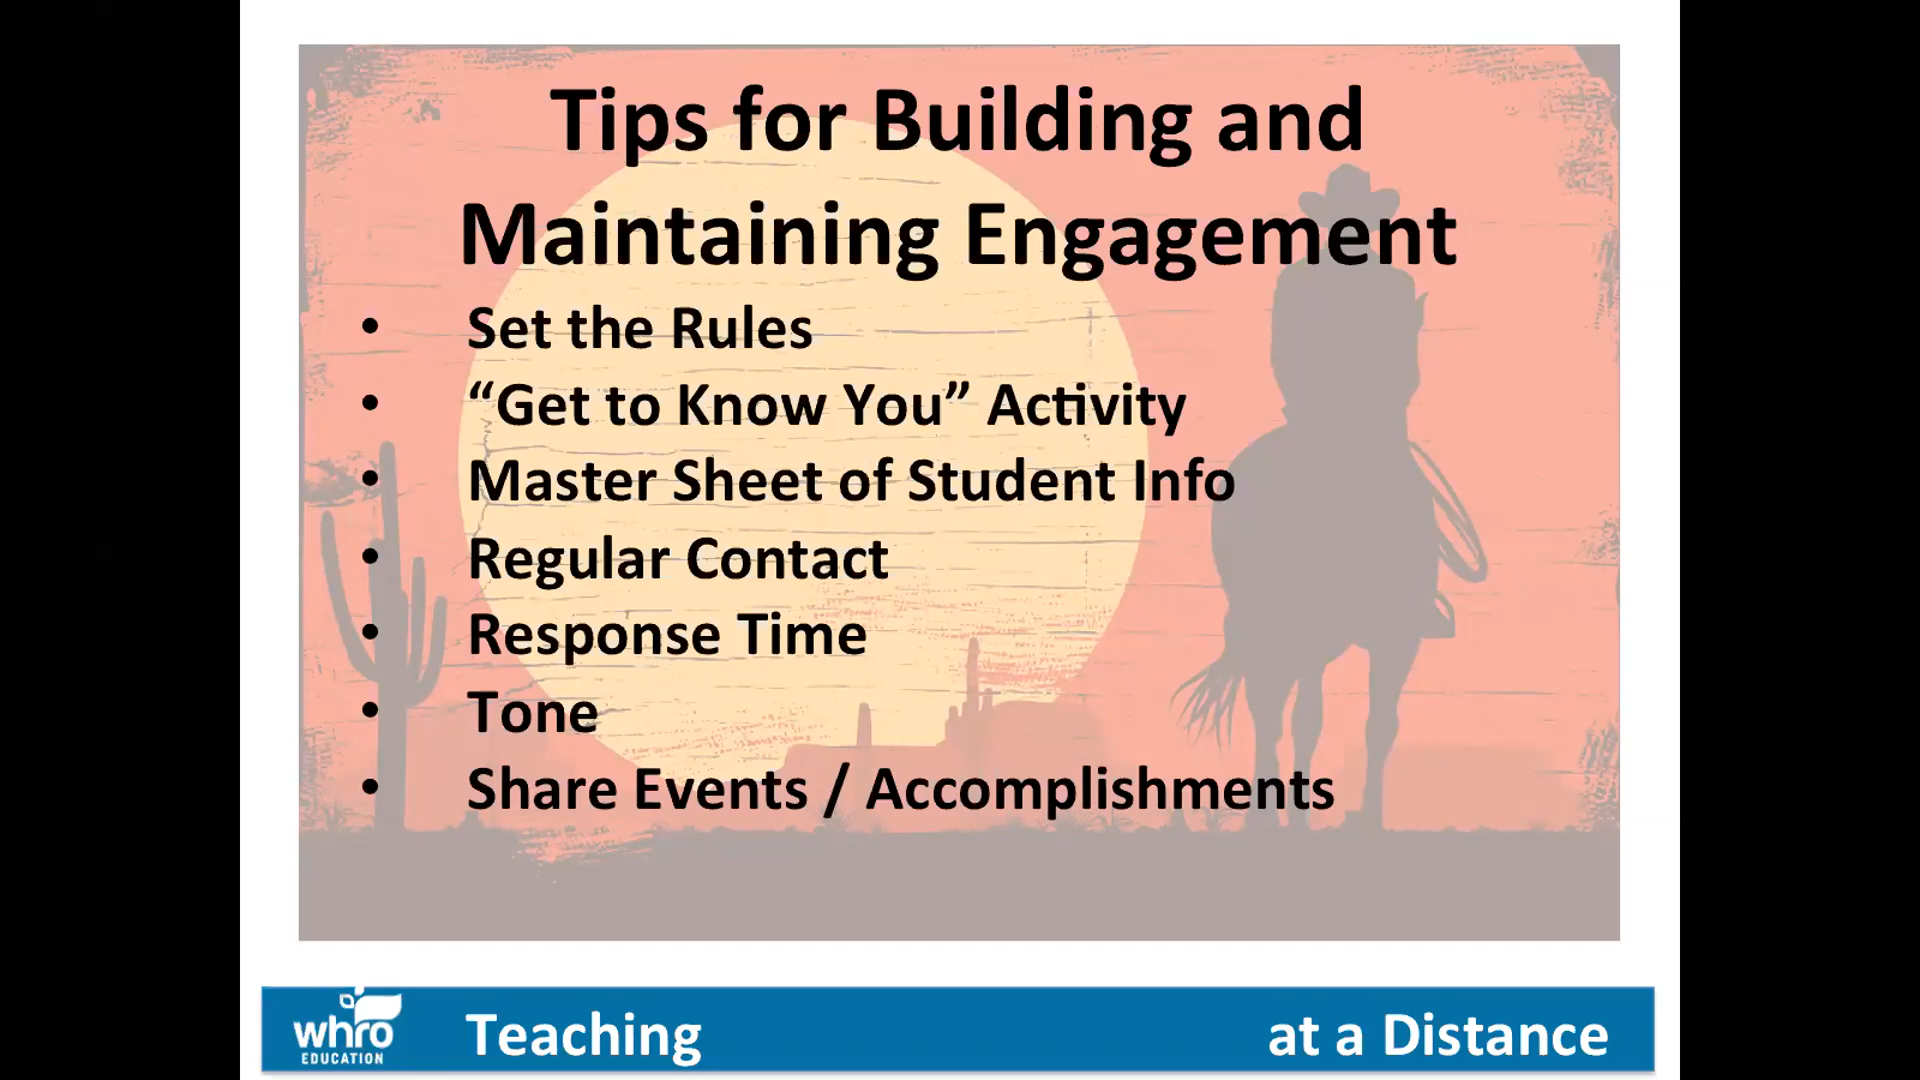 Tips for Building and
Maintaining Engagement
• Set the Rules
• “Get to Know You” Activity
• Master Sheet of Student Info
• Regular Contact
• Response Time
• Tone
• Share Events / Accomplishments
whro
EDUCATION
Teaching at a Distance